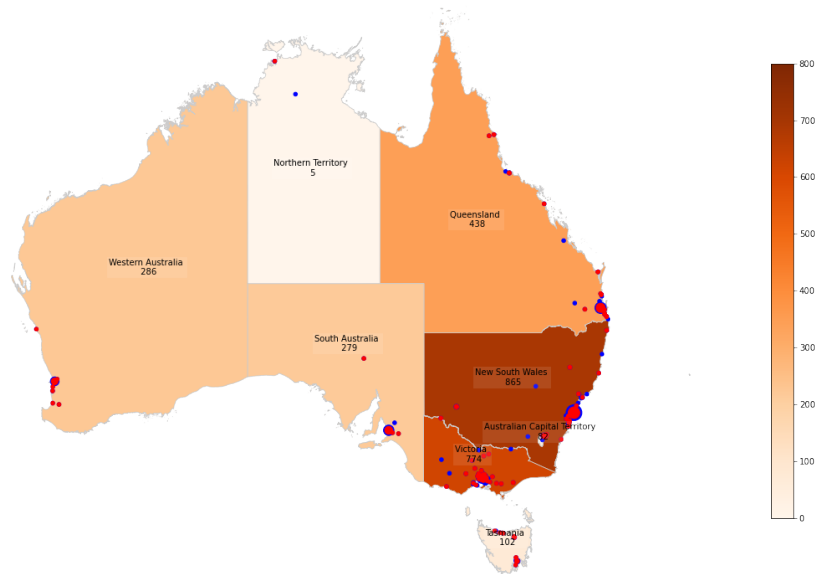 Northern Territory
5
Queensland
438
Western Australia
286
South Australia
279
New South Wales
865
Australian Capital Territory
Victoria
774
Tasmania
102
800
700
600
500
400
300
200
100
0